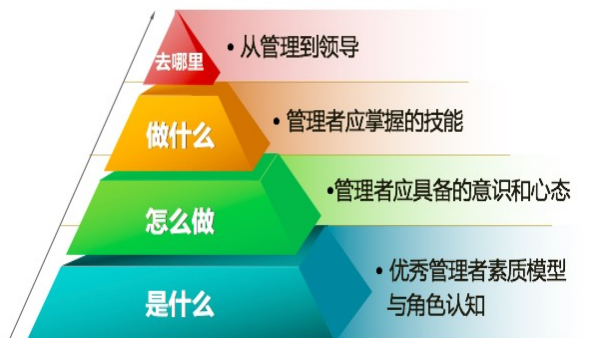 去哪里
• 从管理到领导
做什么
• 管理者应掌握的技能
怎么做
•管理者应具备的意识和心态
是什么
• 优秀管理者素质模型
与角色认知